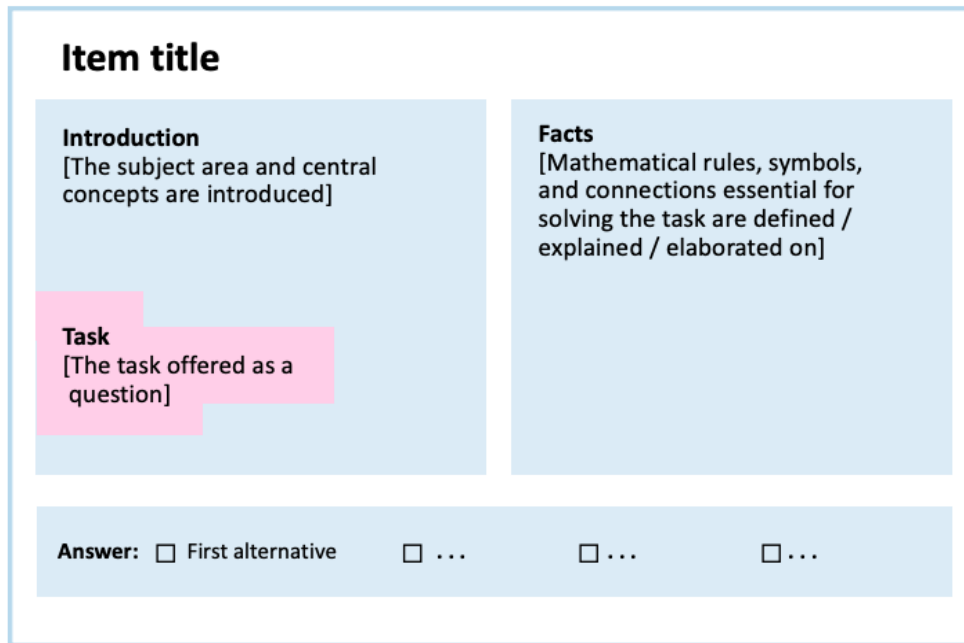 Item title
Introduction
[The subject area and central
concepts are introduced]
Task
[The task offered as a
question]
Facts
[Mathematical rules, symbols,
and connections essential for
solving the task are defined /
explained / elaborated on]
Answer: ☐ First alternative ☐ ... ☐ ... ☐ ...